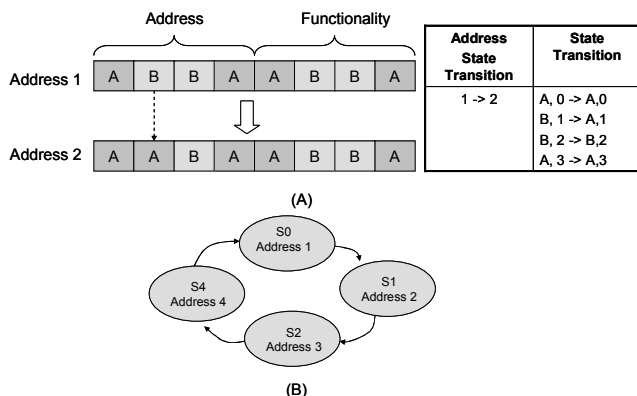 Address Functionality
Address 1 A B B A A B B A
Address 2 A A B A A B B A
(A)
Address State Transition State Transition
1 -> 2 A, 0 -> A,0
B, 1 -> A,1
B, 2 -> B,2
A, 3 -> A,3
S0
Address 1
S1
Address 2
S2
Address 3
S4
Address 4
(B)